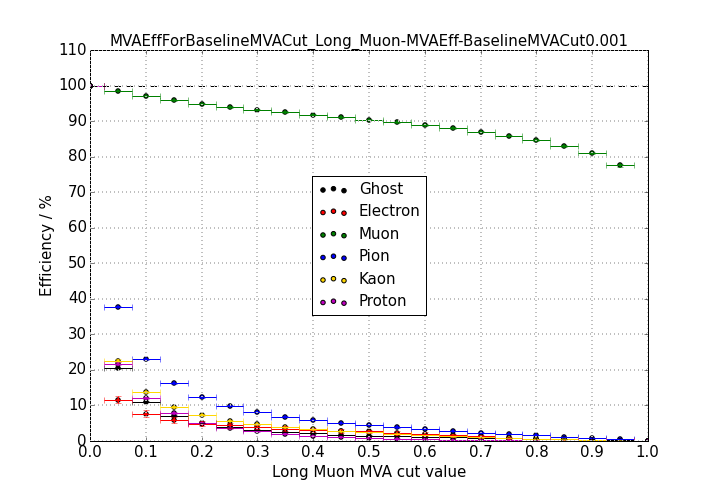 MVAEffForBaselineMVACut_Long_Muon-MVAEff-BaselineMVACut0.001
110
100
90
80
70
60
50
40
30
20
10
0
Efficiency / %
Ghost
Electron
Muon
Pion
Kaon
Proton
0.0 0.1 0.2 0.3 0.4 0.5 0.6 0.7 0.8 0.9 1.0
Long Muon MVA cut value